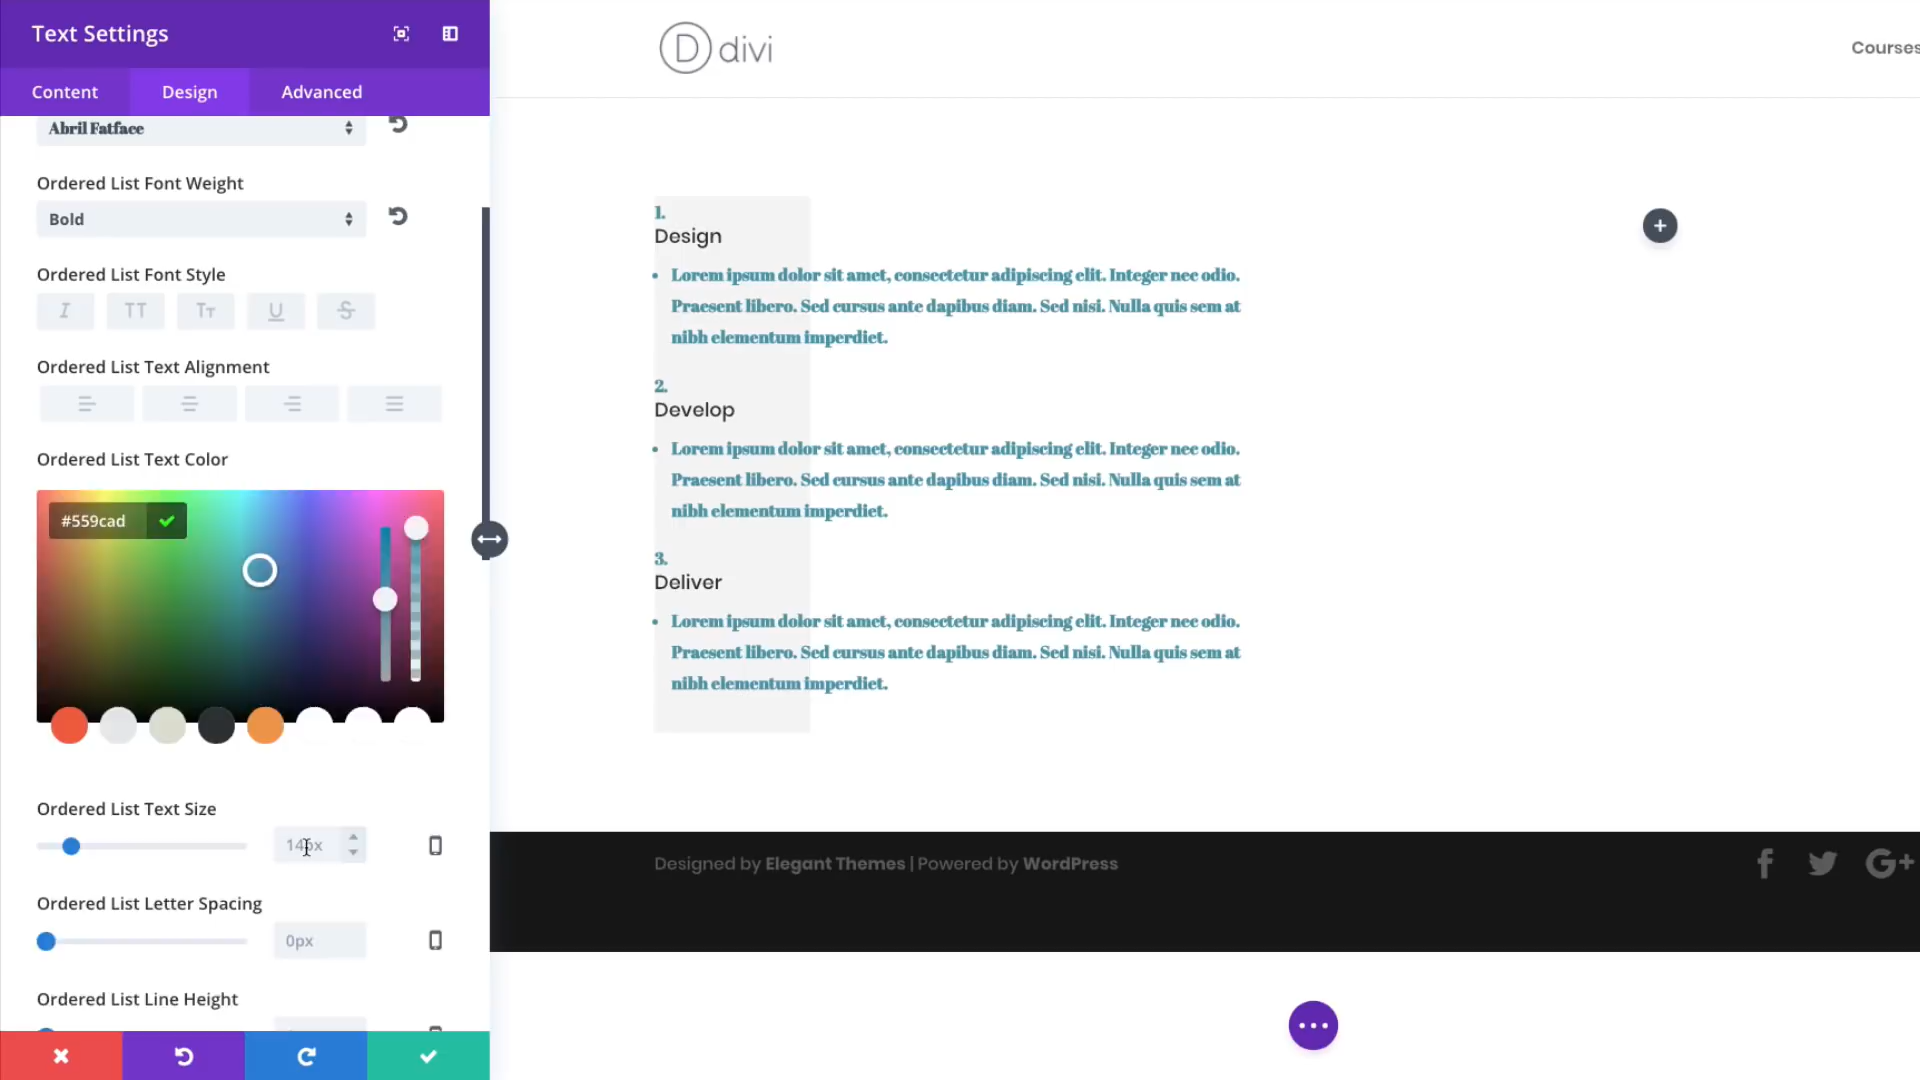 Text Settings
Content
Design
Advanced
Abril Fatface
Ordered List Font Weight
Bold
Ordered List Font Style
I
TT
Tт
U
S
Ordered List Text Alignment
Ordered List Text Color
#559cad
Ordered List Text Size
14px
Ordered List Letter Spacing
0px
Ordered List Line Height
D divi
Courses
1.
Design
• Lorem ipsum dolor sit amet, consectetur adipiscing elit. Integer nec odio.
Praesent libero. Sed cursus ante dapibus diam. Sed nisi. Nulla quis sem at
nibh elementum imperdiet.
2.
Develop
• Lorem ipsum dolor sit amet, consectetur adipiscing elit. Integer nec odio.
Praesent libero. Sed cursus ante dapibus diam. Sed nisi. Nulla quis sem at
nibh elementum imperdiet.
3.
Deliver
• Lorem ipsum dolor sit amet, consectetur adipiscing elit. Integer nec odio.
Praesent libero. Sed cursus ante dapibus diam. Sed nisi. Nulla quis sem at
nibh elementum imperdiet.
Designed by Elegant Themes | Powered by WordPress
G+